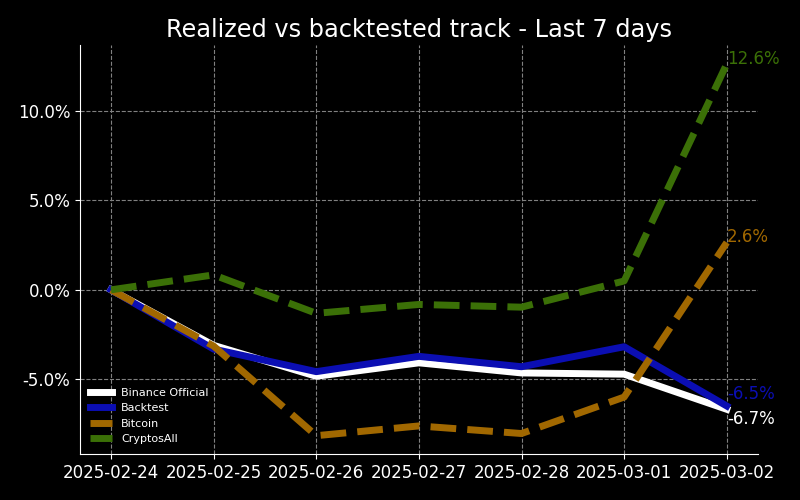 Realized vs backtested track - Last 7 days
12.6%
10.0%
5.0%
2.6%
0.0%
-5.0%
-6.5%
-6.7%
Binance Official
Backtest
Bitcoin
CryptosAll
2025-02-24 2025-02-25 2025-02-26 2025-02-27 2025-02-28 2025-03-01 2025-03-02